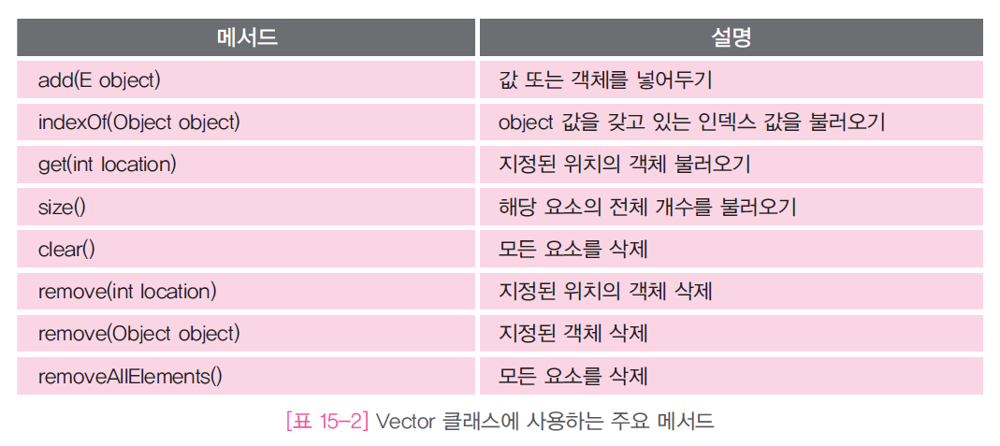 메서드 설명
add(E object) 값 또는 객체를 넣어두기
indexOf(Object object) object 값을 갖고 있는 인덱스 값을 불러오기
get(int location) 지정된 위치의 객체 불러오기
size() 해당 요소의 전체 개수를 불러오기
clear() 모든 요소를 삭제
remove(int location) 지정된 위치의 객체 삭제
remove(Object object) 지정된 객체 삭제
removeAllElements() 모든 요소를 삭제
[표 15-2] Vector 클래스에 사용하는 주요 메서드